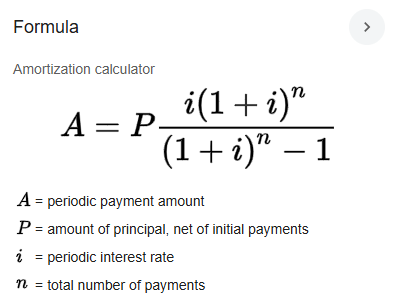 Formula
Amortization calculator
A = P i(1 + i)^n / (1 + i)^n − 1
A = periodic payment amount
P = amount of principal, net of initial payments
i = periodic interest rate
n = total number of payments